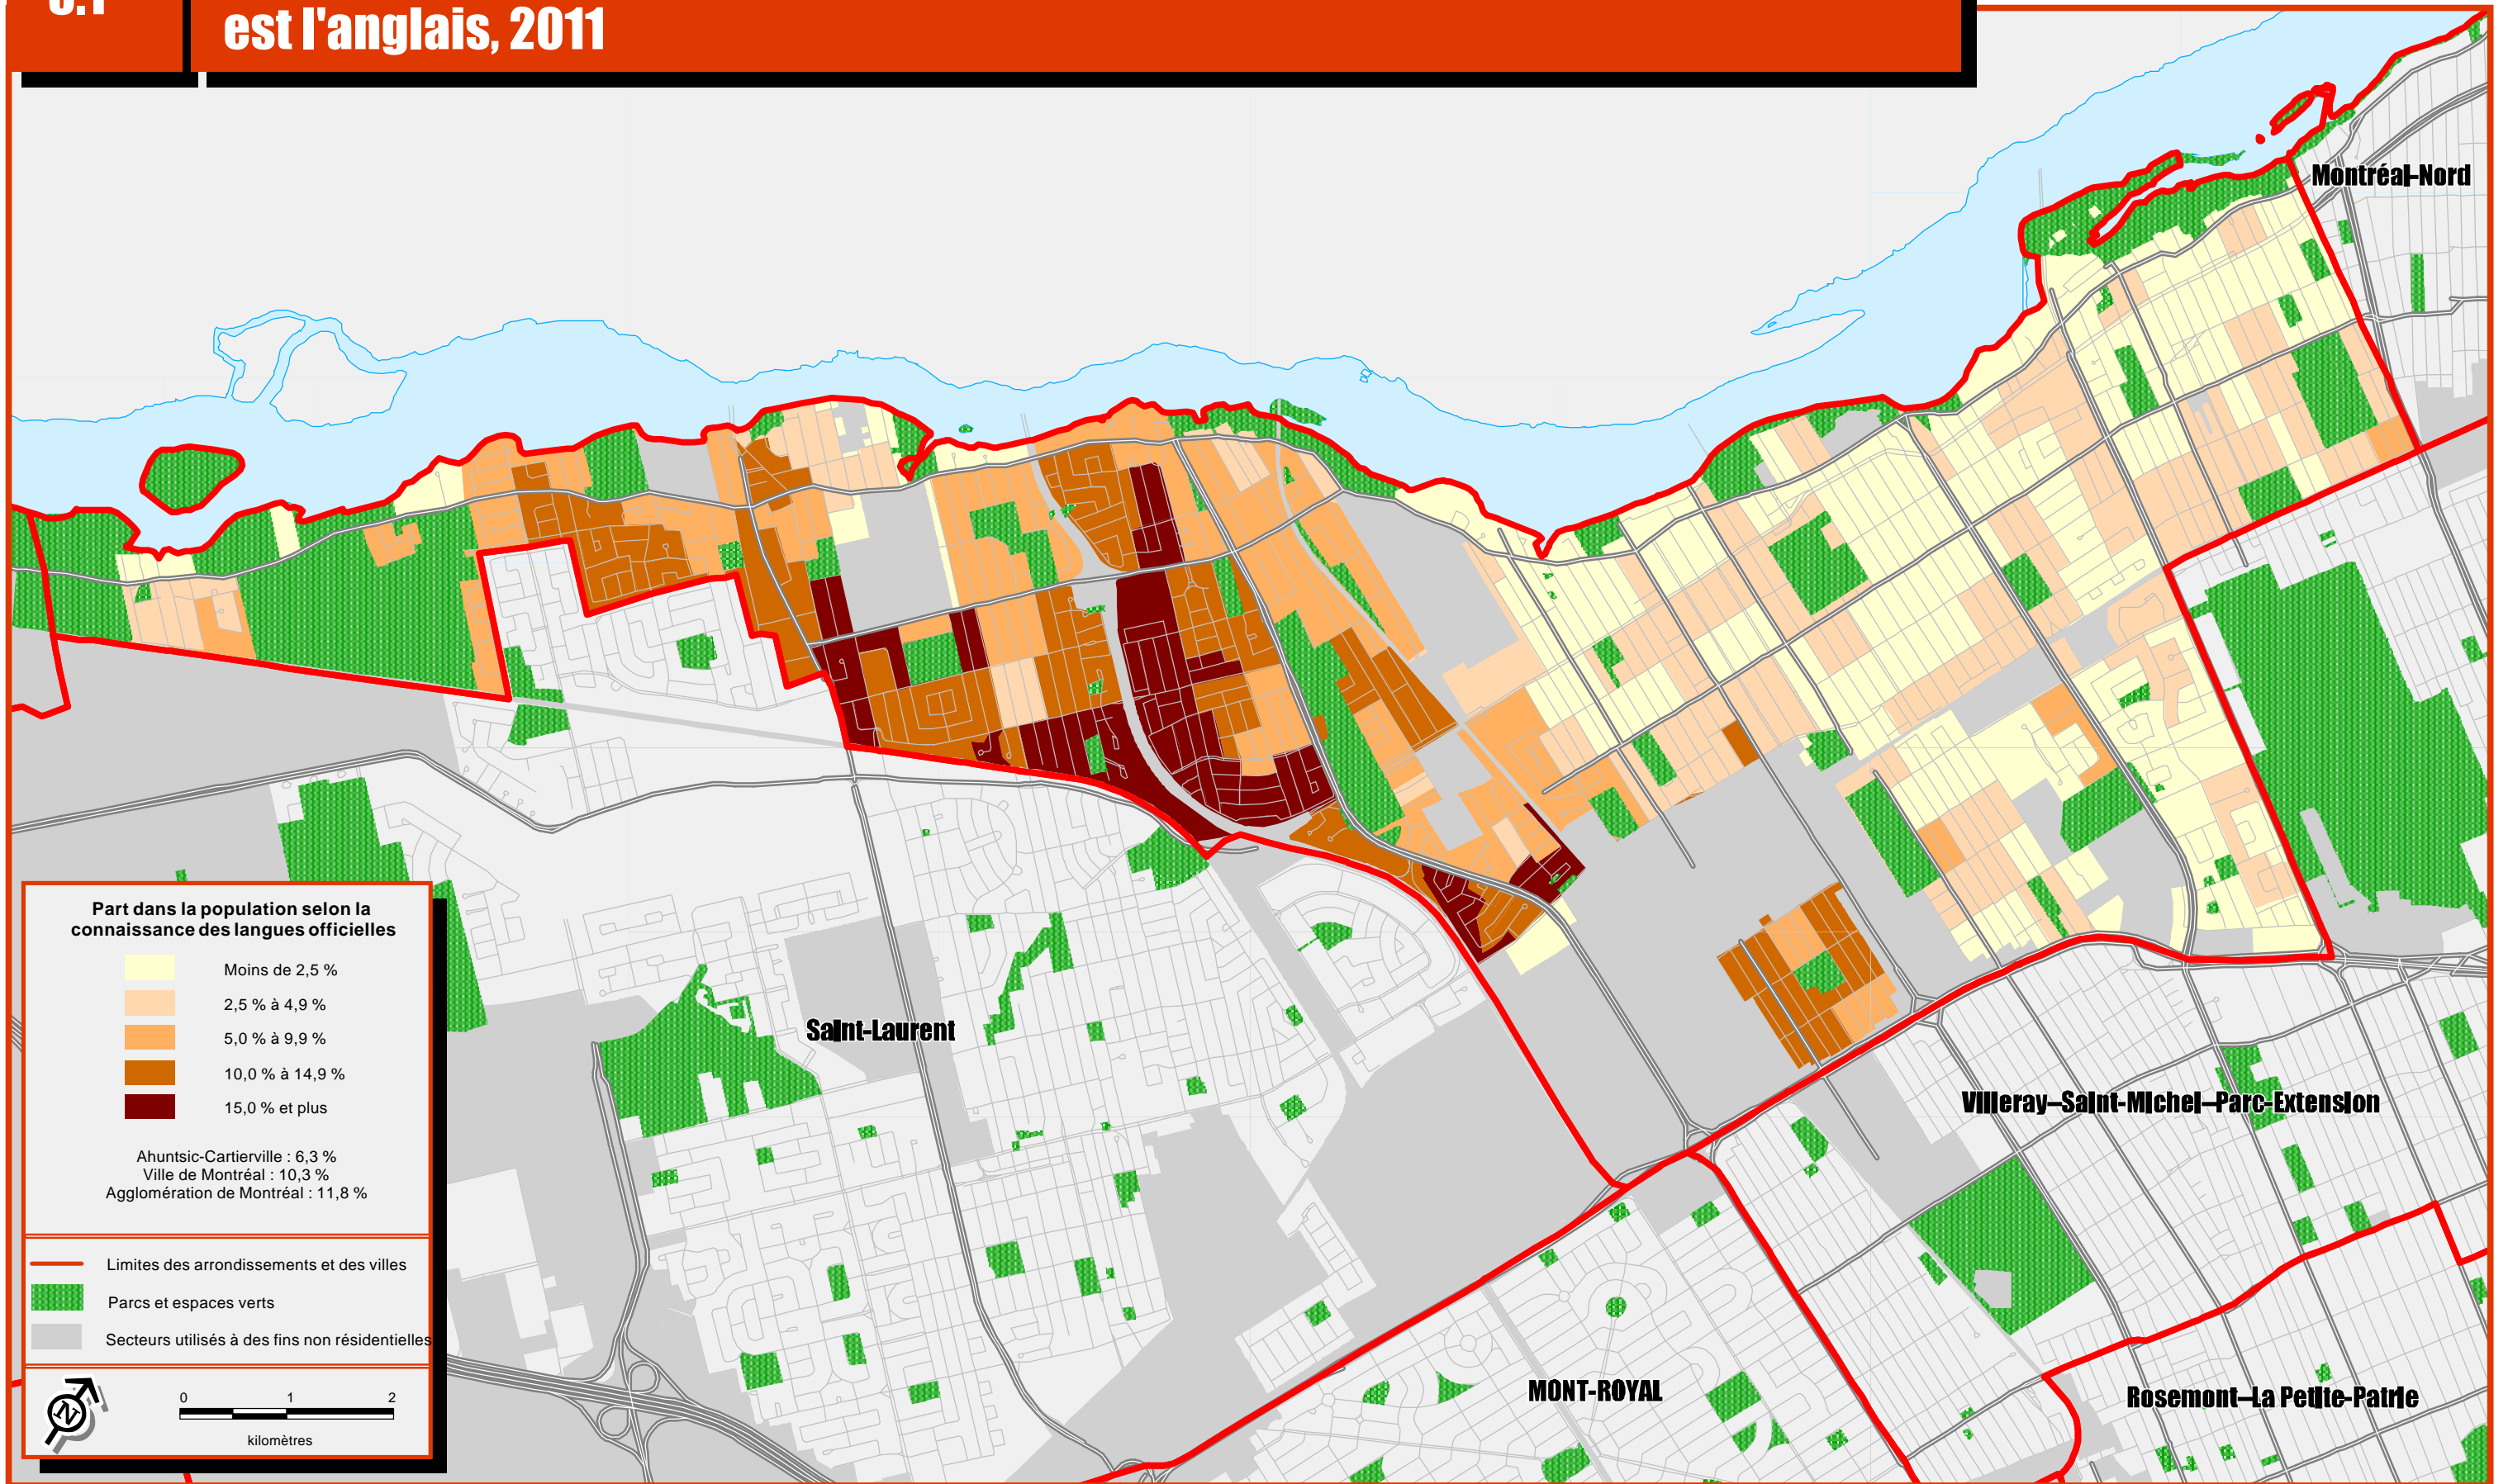 est l'anglais, 2011
Montréal-Nord
Saint-Laurent
Villeray–Saint-Michel–Parc-Extension
MONT-ROYAL
Rosemont–La Petite-Patrie
Part dans la population selon la
connaissance des langues officielles
Moins de 2,5 %
2,5 % à 4,9 %
5,0 % à 9,9 %
10,0 % à 14,9 %
15,0 % et plus
Ahuntsic-Cartierville : 6,3 %
Ville de Montréal : 10,3 %
Agglomération de Montréal : 11,8 %
Limites des arrondissements et des villes
Parcs et espaces verts
Secteurs utilisés à des fins non résidentielles
N
0 1 2
kilomètres